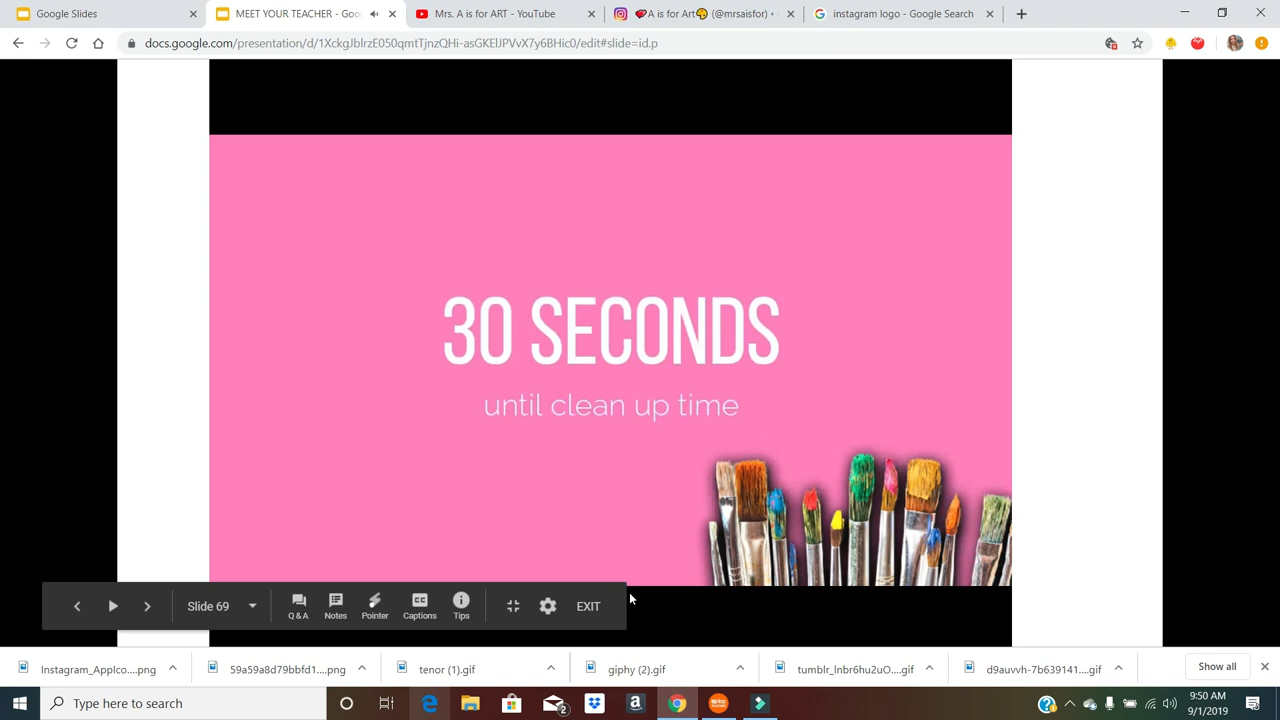 Google Slides
MEET YOUR TEACHER - Goo
Mrs. A is for ART - YouTube
A is for Art
(@mrsaisfor) •
instagram logo - Google Search
docs.google.com/presentation/d/1XckgJblrzE050qmtTjnzQHi-asGKEIJPVvX7y6BHic0/edit#slide=id.p
30 SECONDS
until clean up time
Slide 69
Q & A
Notes
Pointer
Captions
Tips
EXIT
Instagram_AppIco....png
59a59a8d79bbfd1....png
tenor (1).gif
giphy (2).gif
tumblr_lnbr6hu2uO....gif
d9auvvh-7b639141....gif
Show all
Type here to search
2
9:50 AM
9/1/2019